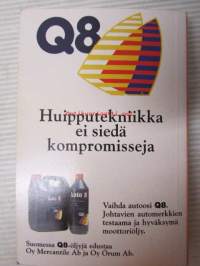 Q8
Huipputekniikka
ei siedä
kompromisseja
Vaihda autoosi Q8.
Johtavien automerkkien
testaama ja hyväksymä
moottoriöljy.
Suomessa Q8-öljyjä edustaa
Oy Mercantile Ab ja Oy Örum Ab.